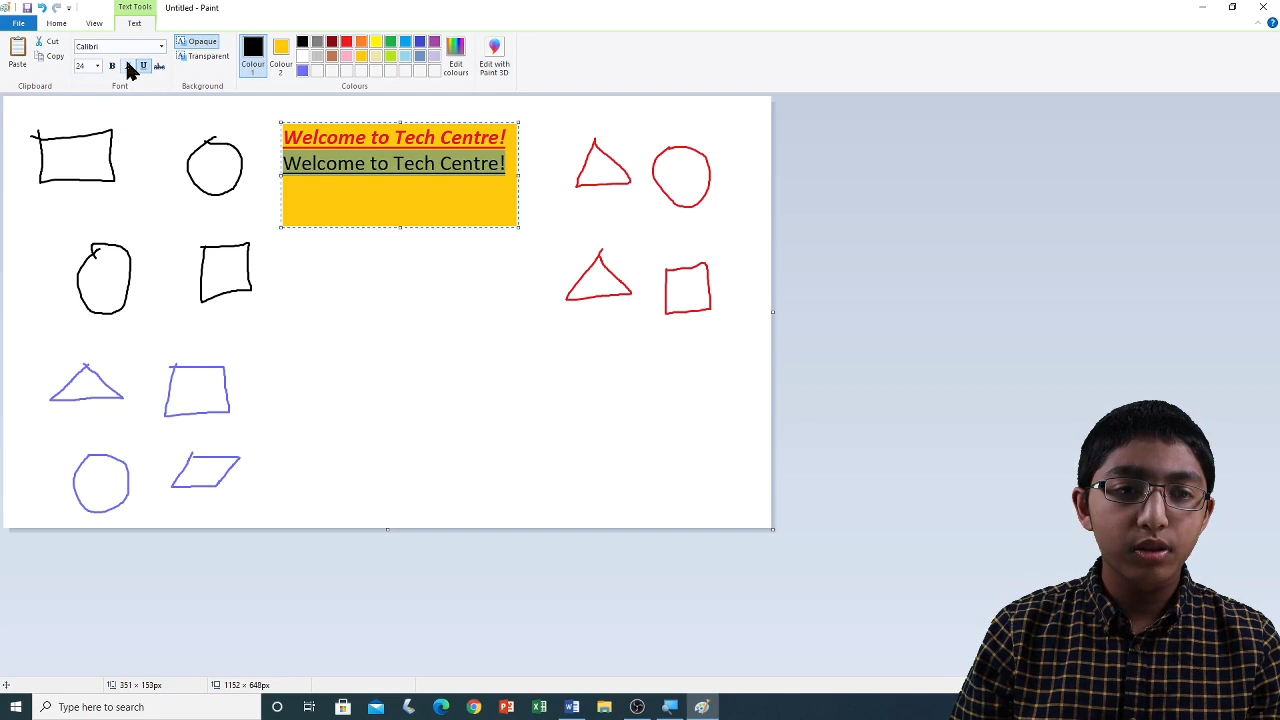 Text Tools
Untitled - Paint
File
Home
View
Text
Paste
Cut
Copy
Clipboard
Calibri
24
B
U
abc
Font
Opaque
Transparent
Background
Colour
1
Colour
2
Edit
colours
Edit with
Paint 3D
Colours
Welcome to Tech Centre!
Welcome to Tech Centre!
351 × 153px
1152 × 648px
Type here to search